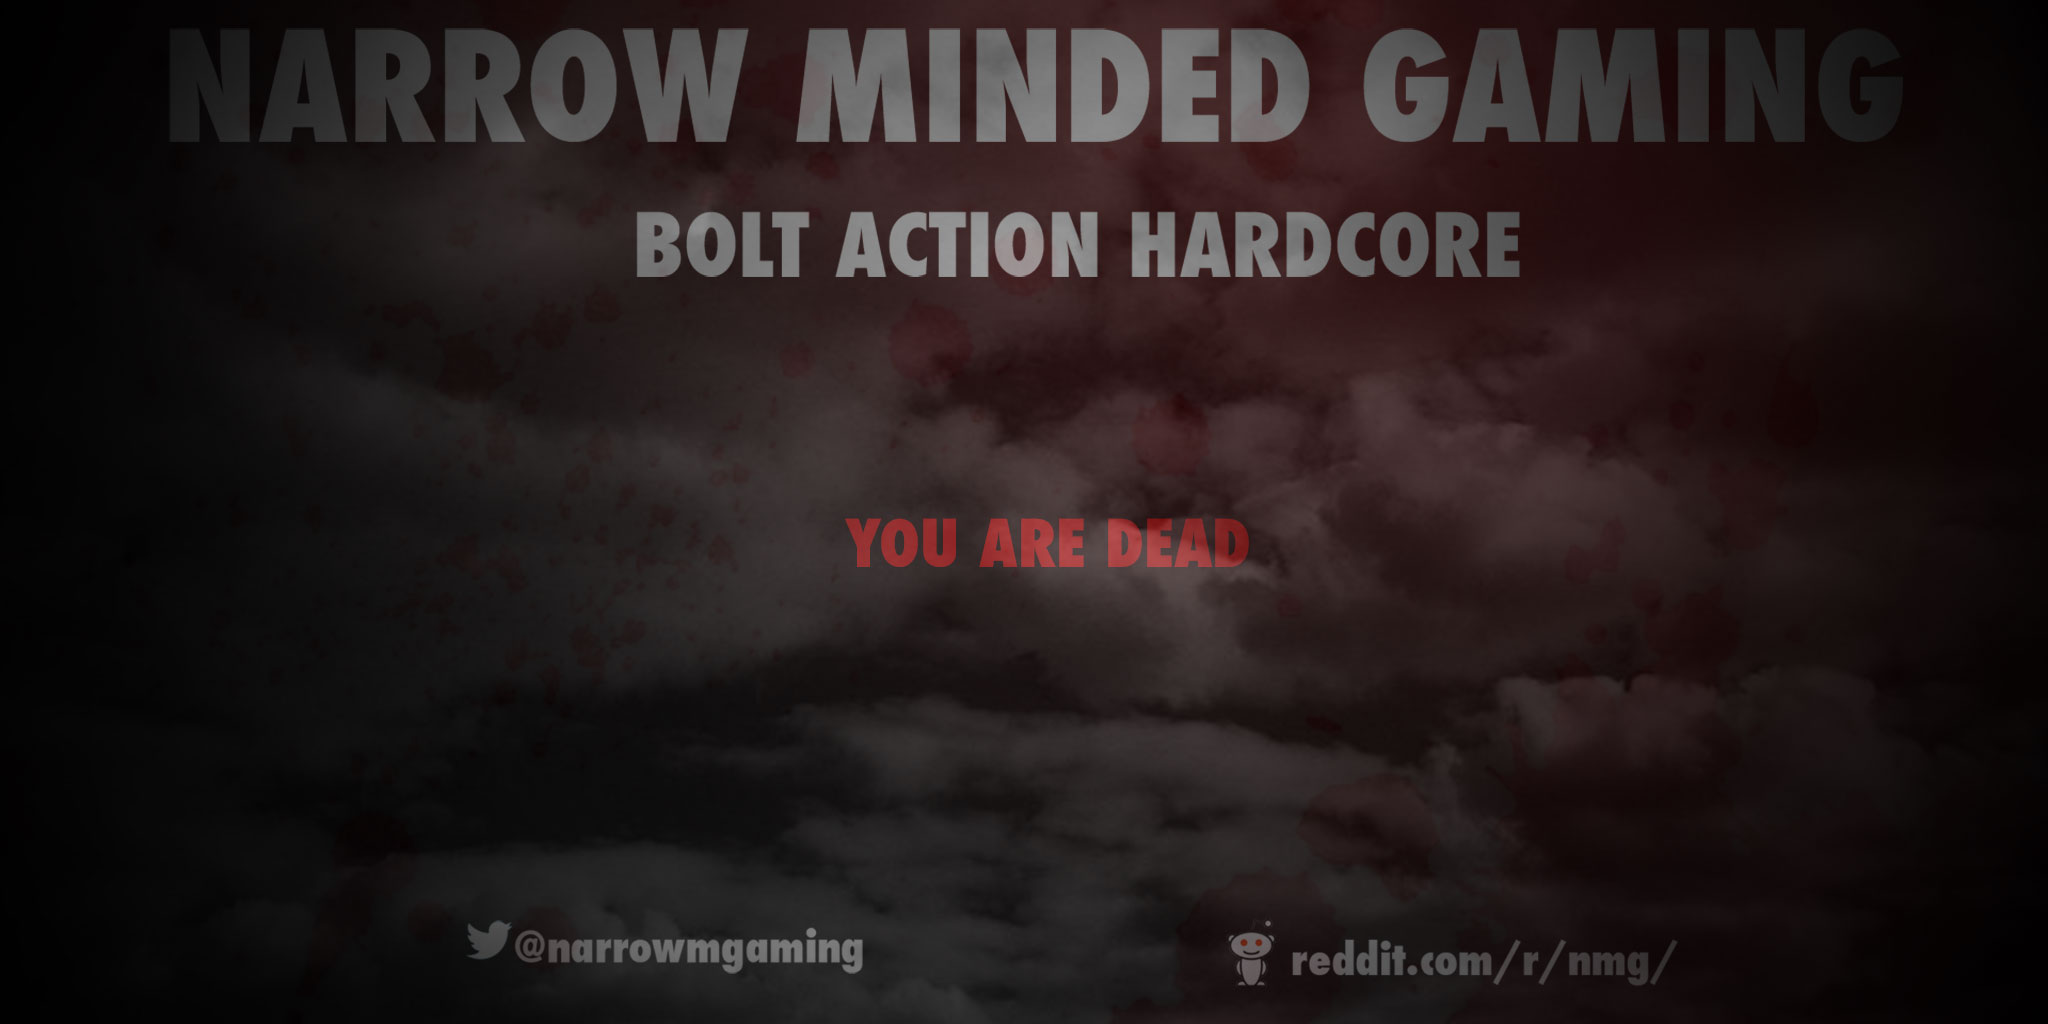 NARROW MINDED GAMING
BOLT ACTION HARDCORE
YOU ARE DEAD
@narrowmgaming
reddit.com/r/nmg/